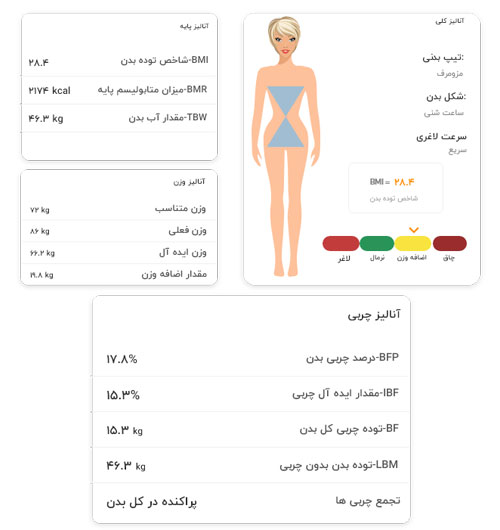 آنالیز کلی
تیپ بدنی:
مزومرف
شکل بدن:
ساعت شنی
سرعت لاغری
سریع
BMI = ۲۸.۴
شاخص توده بدن
لاغر نرمال اضافه وزن چاق
آنالیز پایه
BMI-شاخص توده بدن ۲۸.۴
BMR-میزان متابولیسم پایه ۲۱۷۴ kcal
TBW-مقدار آب بدن ۴۶.۳ kg
آنالیز وزن
وزن متناسب ۷۲ kg
وزن فعلی ۸۶ kg
وزن ایده آل ۶۶.۲ kg
مقدار اضافه وزن ۱۹.۸ kg
آنالیز چربی
BFP-درصد چربی بدن ۱۷.۸%
IBF-مقدار ایده آل چربی ۱۵.۳%
BF-توده چربی کل بدن ۱۵.۳ kg
LBM-توده بدن بدون چربی ۴۶.۳ kg
تجمع چربی ها پراکنده در کل بدن